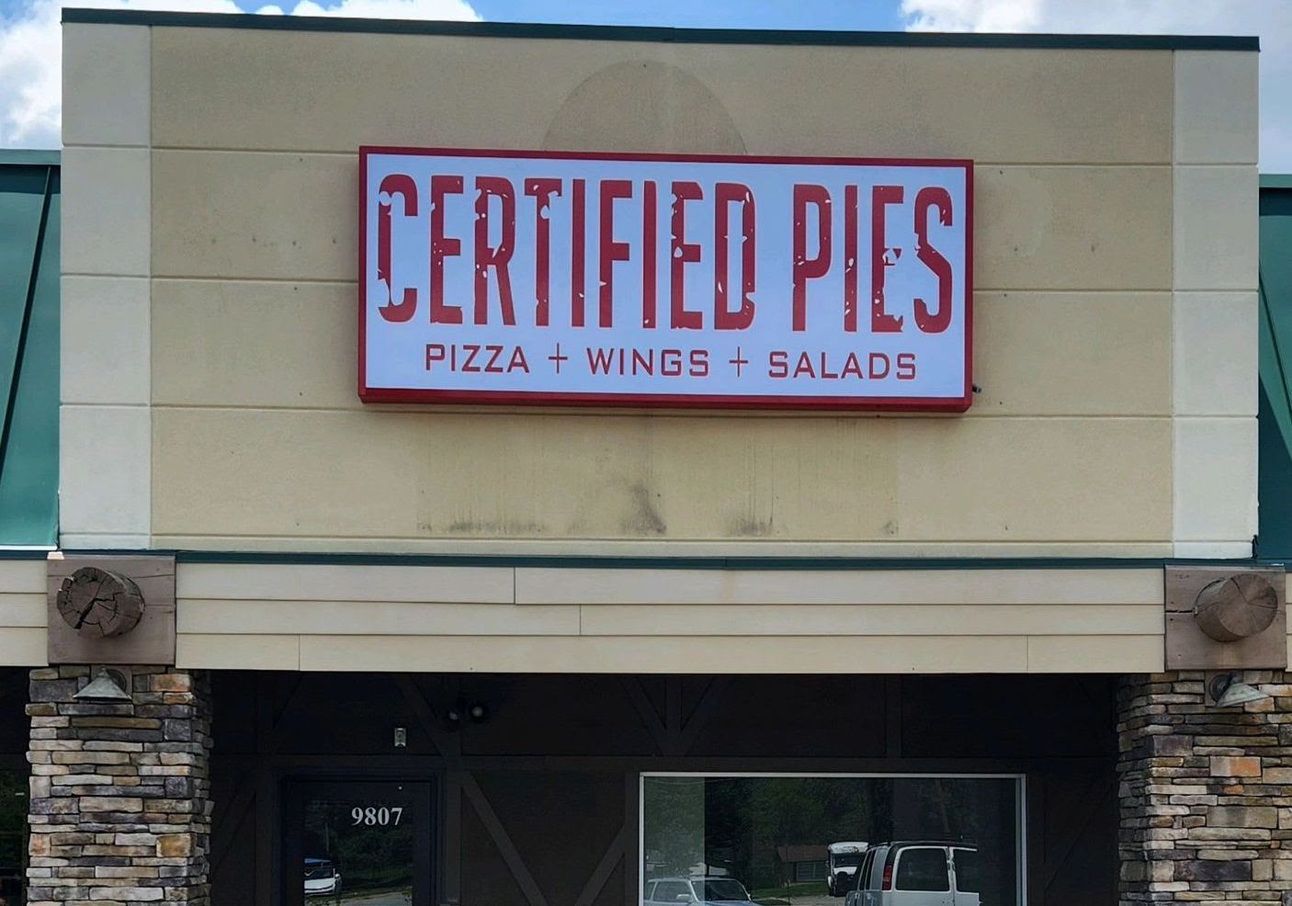 CERTIFIED PIES
PIZZA + WINGS + SALADS
9807